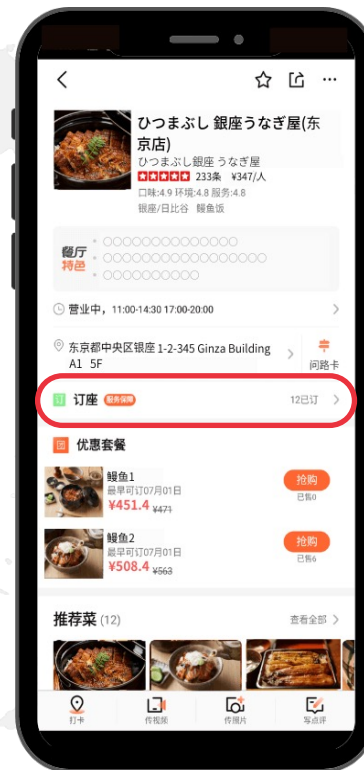 ひつまぶし 銀座うなぎ屋(东
京店)
ひつまぶし銀座 うなぎ屋
233条 ¥347/人
口味:4.9 环境:4.8 服务:4.8
银座/日比谷 鳗鱼饭
餐厅
特色
· ○○○○○○○○○○○○○○
· ○○○○○○○○○○○○○○○○○
· ○○○○○○○○○○
营业中，11:00-14:30 17:00-20:00
东京都中央区银座 1-2-345 Ginza Building
A1 5F
问路卡
订座 服务保障 12已订
优惠套餐
鳗鱼1
最早可订07月01日
¥451.4 ¥471
抢购
已售0
鳗鱼2
最早可订07月01日
¥508.4 ¥563
抢购
已售6
推荐菜 (12) 查看全部
打卡 传视频 传图片 写点评